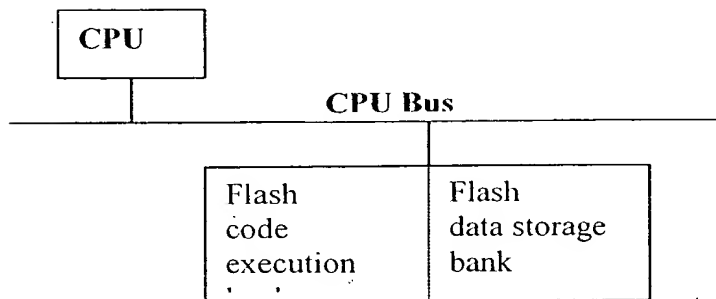 CPU
CPU Bus
Flash
code
execution
Flash
data storage
bank